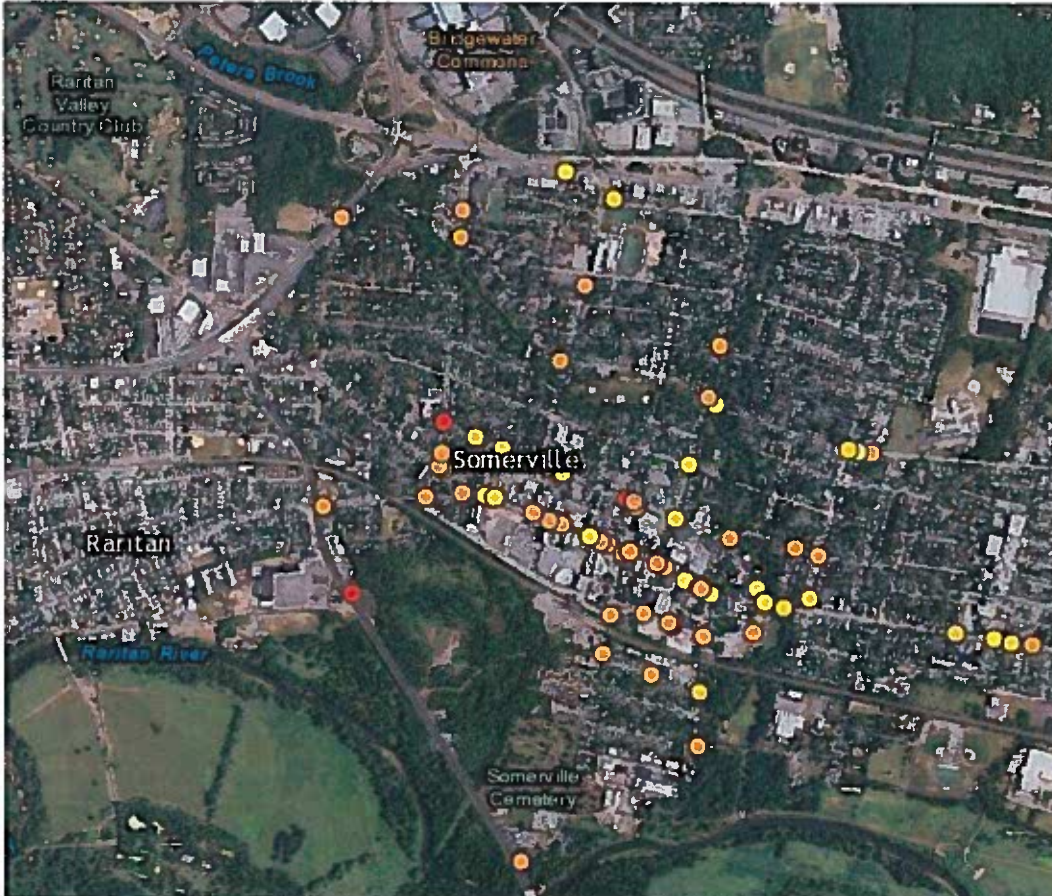 Bridgewater
Commons
Peters Brook
Raritan
Valley
Country Club
Somerville
Raritan
Raritan River
Somerville
Cemetery